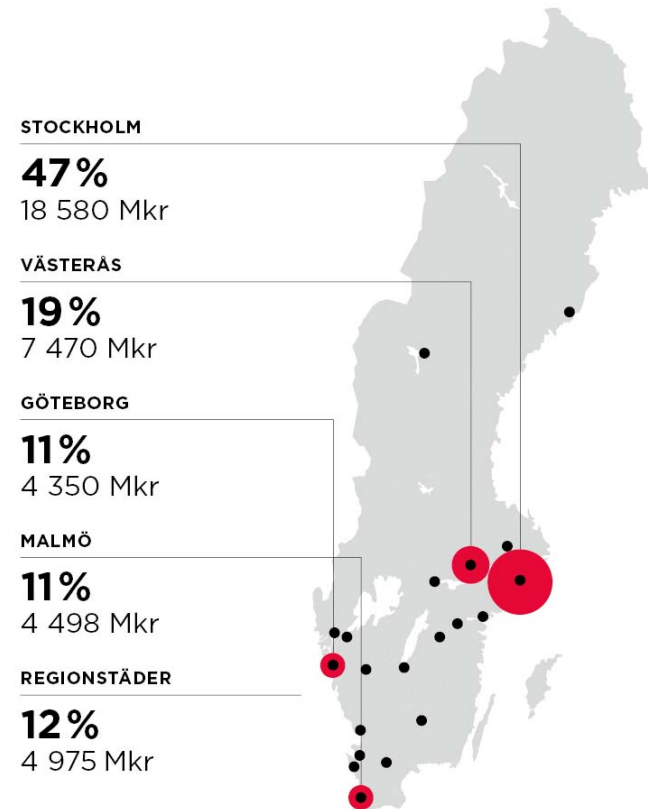 STOCKHOLM
47%
18 580 Mkr
VÄSTERÅS
19%
7 470 Mkr
GÖTEBORG
11%
4 350 Mkr
MALMÖ
11%
4 498 Mkr
REGIONSTÄDER
12%
4 975 Mkr